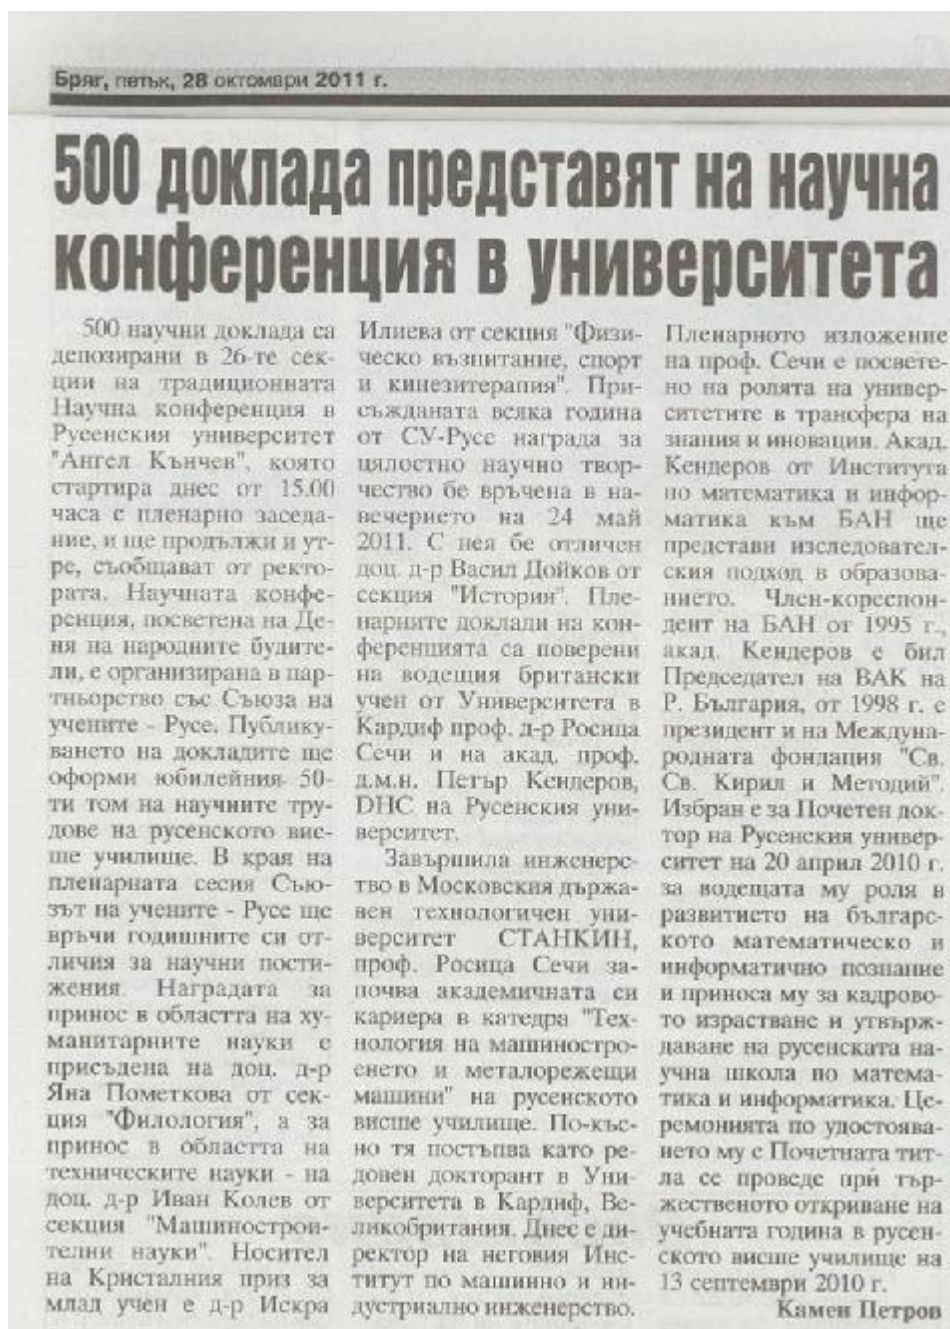 Бряг, петък, 28 октомври 2011 г.
500 доклада представят на научна
конференция в университета
500 научни доклада са
депозирани в 26-те сек-
ции на традиционната
Научна конференция в
Русенския университет
"Ангел Кънчев", която
стартира днес от 15.00
часа с пленарно заседа-
ние, и ще продължи и ут-
ре, съобщават от ректо-
рата. Научната конфе-
ренция, посветена на Де-
ня на народните будите-
ли, е организирана в пар-
тньорство със Съюза на
учените - Русе. Публику-
ването на докладите ще
оформи юбилейния 50-
ти том на научните тру-
дове на русенското вис-
ше училище. В края на
пленарната сесия Съю-
зът на учените - Русе ще
връчи годишните си от-
личия за научни пости-
жения. Наградата за
принос в областта на ху-
манитарните науки е
присъдена на доц. д-р
Яна Пометкова от сек-
ция "Филология", а за
принос в областта на
техническите науки - на
доц. д-р Иван Колев от
секция "Машинострои-
телни науки". Носител
на Кристалния приз за
млад учен е д-р Искра
Илиева от секция "Физи-
ческо възпитание, спорт
и кинезитерапия". При-
съжданата всяка година
от СУ-Русе награда за
цялостно научно твор-
чество бе връчена в на-
вечерието на 24 май
2011. С нея бе отличен
доц. д-р Васил Дойков от
секция "История". Пле-
нарните доклади на кон-
ференцията са поверени
на водещия британски
учен от Университета в
Кардиф проф. д-р Росица
Сечи и на акад. проф.
д.м.н. Петър Кендеров,
DHC на Русенския уни-
верситет.
Завършила инженерс-
тво в Московския държа-
вен технологичен уни-
верситет СТАНКИН,
проф. Росица Сечи за-
почва академичната си
кариера в катедра "Тех-
нология на машиностро-
енето и металорежещи
машини" на русенското
висше училище. По-къс-
но тя постъпва като ре-
довен докторант в Уни-
верситета в Кардиф, Ве-
ликобритания. Днес е ди-
ректор на неговия Инс-
титут по машинно и ин-
дустриално инженерство.
Пленарното изложение
на проф. Сечи е посвете-
но на ролята на универ-
ситетите в трансфера на
знания и иновации. Акад.
Кендеров от Института
по математика и инфор-
матика към БАН ще
представи изследовател-
ския подход в образова-
нието. Член-кореспон-
дент на БАН от 1995 г.,
акад. Кендеров е бил
Председател на ВАК на
Р. България, от 1998 г. е
президент и на Междуна-
родната фондация "Св.
Св. Кирил и Методий".
Избран е за Почетен док-
тор на Русенския универ-
ситет на 20 април 2010 г.
за водещата му роля в
развитието на българс-
кото математическо и
информатично познание
и приноса му за кадрово-
то израстване и утвърж-
даване на русенската на-
учна школа по матема-
тика и информатика. Це-
ремонията по удостоява-
нето му с Почетната тит-
ла се проведе при тър-
жественото откриване на
учебната година в русен-
ското висше училище на
13 септември 2010 г.
Камен Петров